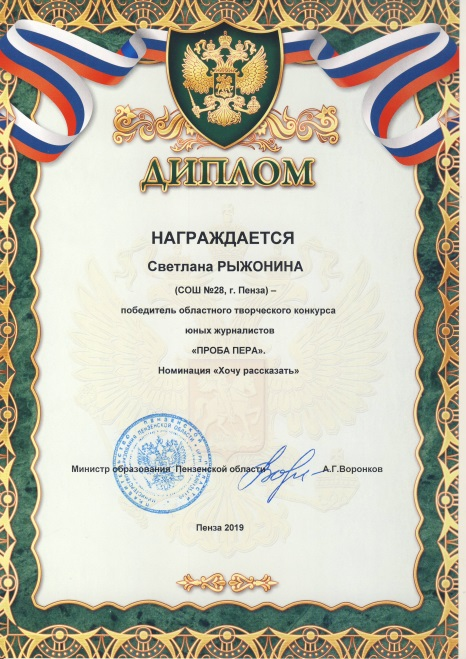 ДИПЛОМ
НАГРАЖДАЕТСЯ
Светлана РЫЖОНИНА
(СОШ №28, г. Пенза) –
победитель областного творческого конкурса
юных журналистов
«ПРОБА ПЕРА».
Номинация «Хочу рассказать»
Министр образования Пензенской области А.Г.Воронков
Пенза 2019